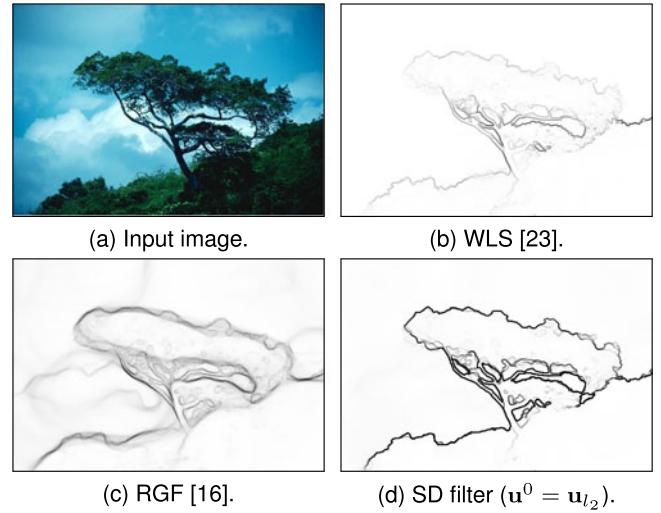 (a) Input image.
(b) WLS [23].
(c) RGF [16].
(d) SD filter (u⁰ = u_{l₂}).